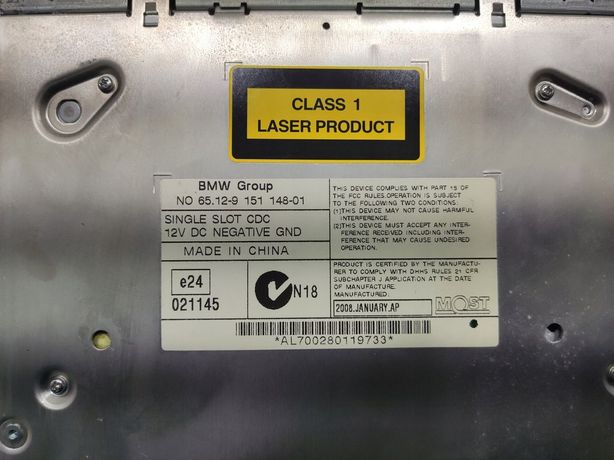 CLASS 1
LASER PRODUCT
BMW Group
NO 65.12-9 151 148-01
SINGLE SLOT CDC
12V DC NEGATIVE GND
MADE IN CHINA
e24
021145
N18
THIS DEVICE COMPLIES WITH PART 15 OF
THE FCC RULES.OPERATION IS SUBJECT
TO THE FOLLOWING TWO CONDITIONS:
(1)THIS DEVICE MAY NOT CAUSE HARMFUL
INTERFERENCE.
(2)THIS DEVICE MUST ACCEPT ANY INTER-
FERENCE RECEIVED INCLUDING INTER-
FERENCE THAT MAY CAUSE UNDESIRED
OPERATION.
PRODUCT IS CERTIFIED BY THE MANUFACTU-
RER TO COMPLY WITH DHHS RULES 21 CFR
SUBCHAPTER J APPLICATION AT THE DATE
OF MANUFACTURE.
MANUFACTURED:
2008.JANUARY.AP
MOST
*AL700280119733*